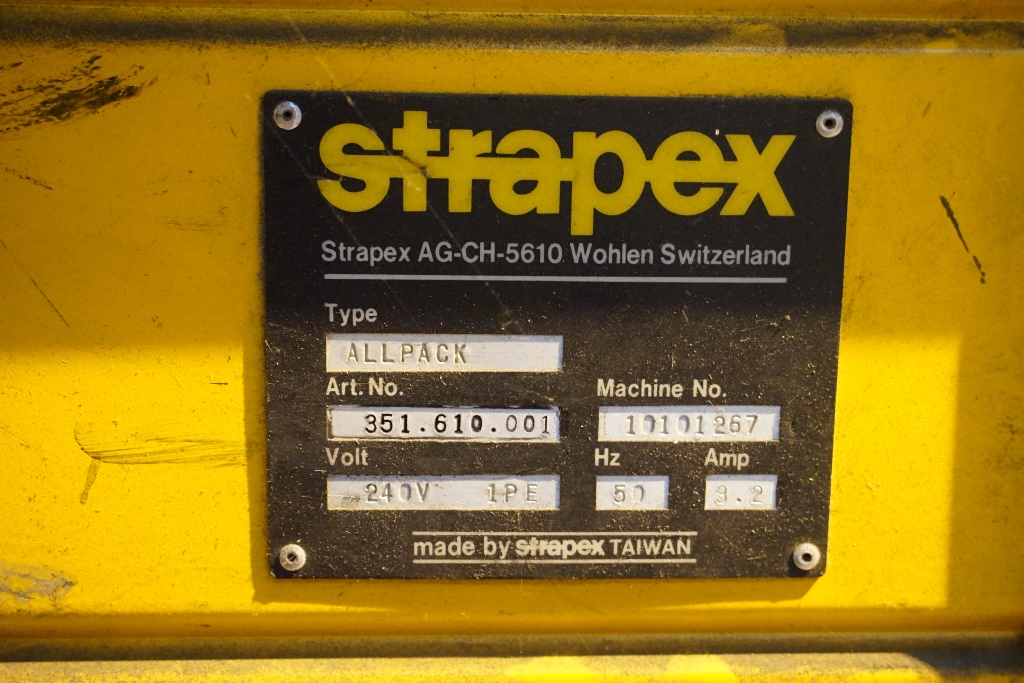 strapex
Strapex AG-CH-5610 Wohlen Switzerland
Type
ALLPACK
Art. No. Machine No.
351.610.001 10101267
Volt Hz Amp
240V 1PE 50 3.2
made by strapex TAIWAN